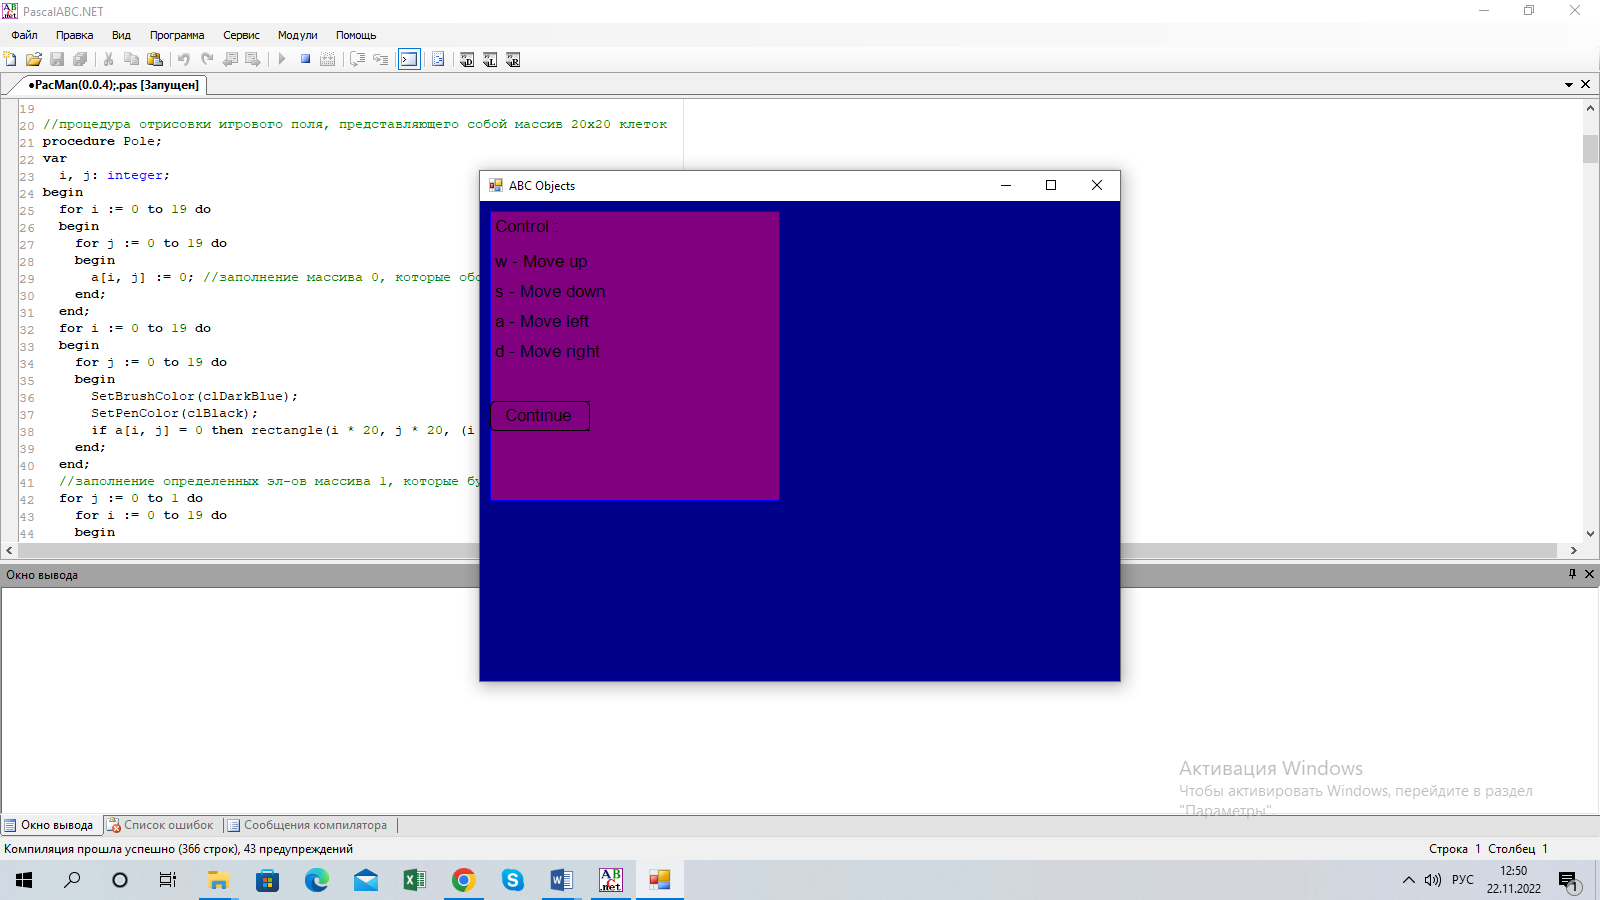 PascalABC.NET
Файл Правка Вид Программа Сервис Модули Помощь
•PacMan(0.0.4);.pas [Запущен]
19
20 //процедура отрисовки игрового поля, представляющего собой массив 20х20 клеток
21 procedure Pole;
22 var
23 i, j: integer;
24 begin
25 for i := 0 to 19 do
26 begin
27 for j := 0 to 19 do
28 begin
29 a[i, j] := 0; //заполнение массива 0, которые обо
30 end;
31 end;
32 for i := 0 to 19 do
33 begin
34 for j := 0 to 19 do
35 begin
36 SetBrushColor(clDarkBlue);
37 SetPenColor(clBlack);
38 if a[i, j] = 0 then rectangle(i * 20, j * 20, (i
39 end;
40 end;
41 //заполнение определенных эл-ов массива 1, которые бу
42 for j := 0 to 1 do
43 for i := 0 to 19 do
44 begin
ABC Objects
Control :
w - Move up
s - Move down
a - Move left
d - Move right
Continue
Окно вывода
Активация Windows
Чтобы активировать Windows, перейдите в раздел
"Параметры".
Окно вывода Список ошибок Сообщения компилятора
Компиляция прошла успешно (366 строк), 43 предупреждений
Строка 1 Столбец 1
РУС
12:50
22.11.2022
1